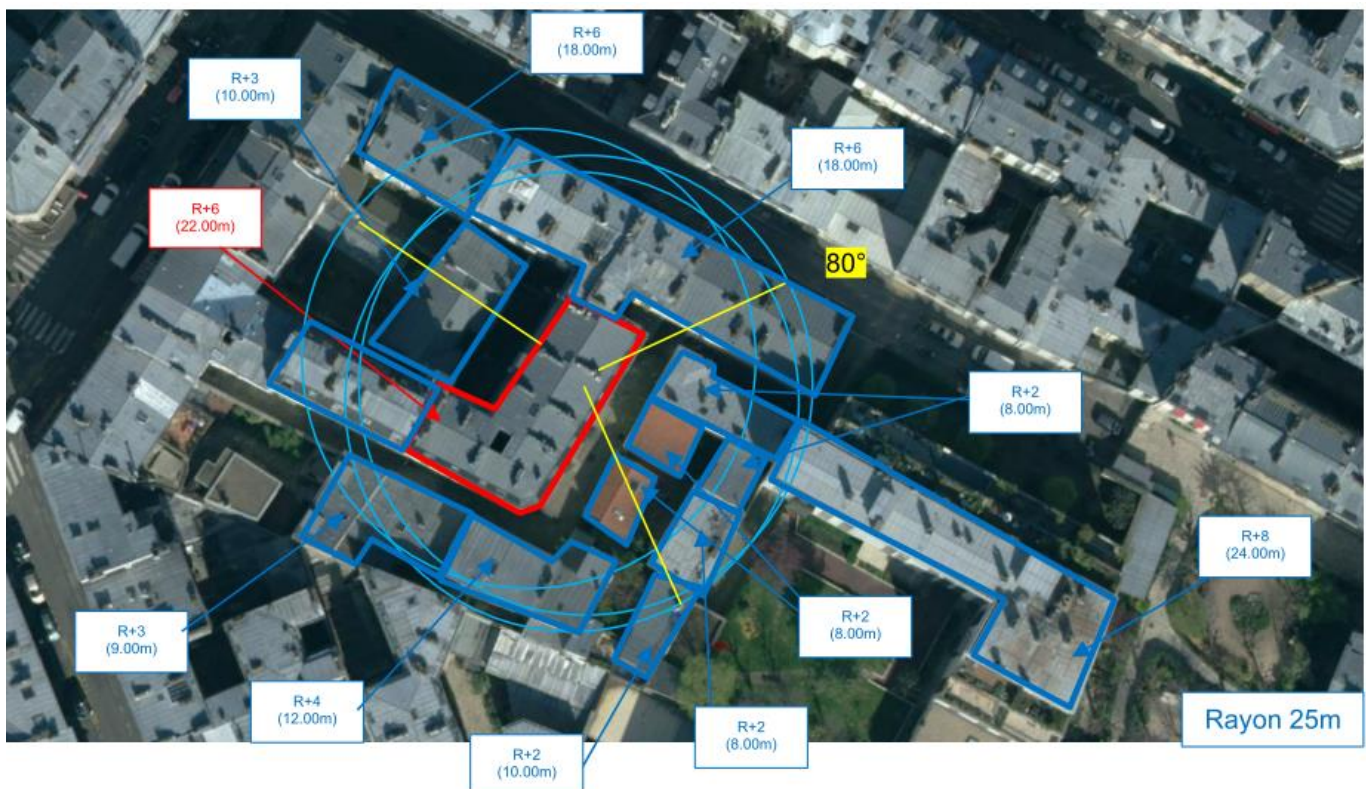 R+6
(18.00m)
R+3
(10.00m)
R+6
(18.00m)
R+6
(22.00m)
80°
R+2
(8.00m)
R+8
(24.00m)
R+2
(8.00m)
R+3
(9.00m)
R+4
(12.00m)
R+2
(8.00m)
R+2
(10.00m)
Rayon 25m